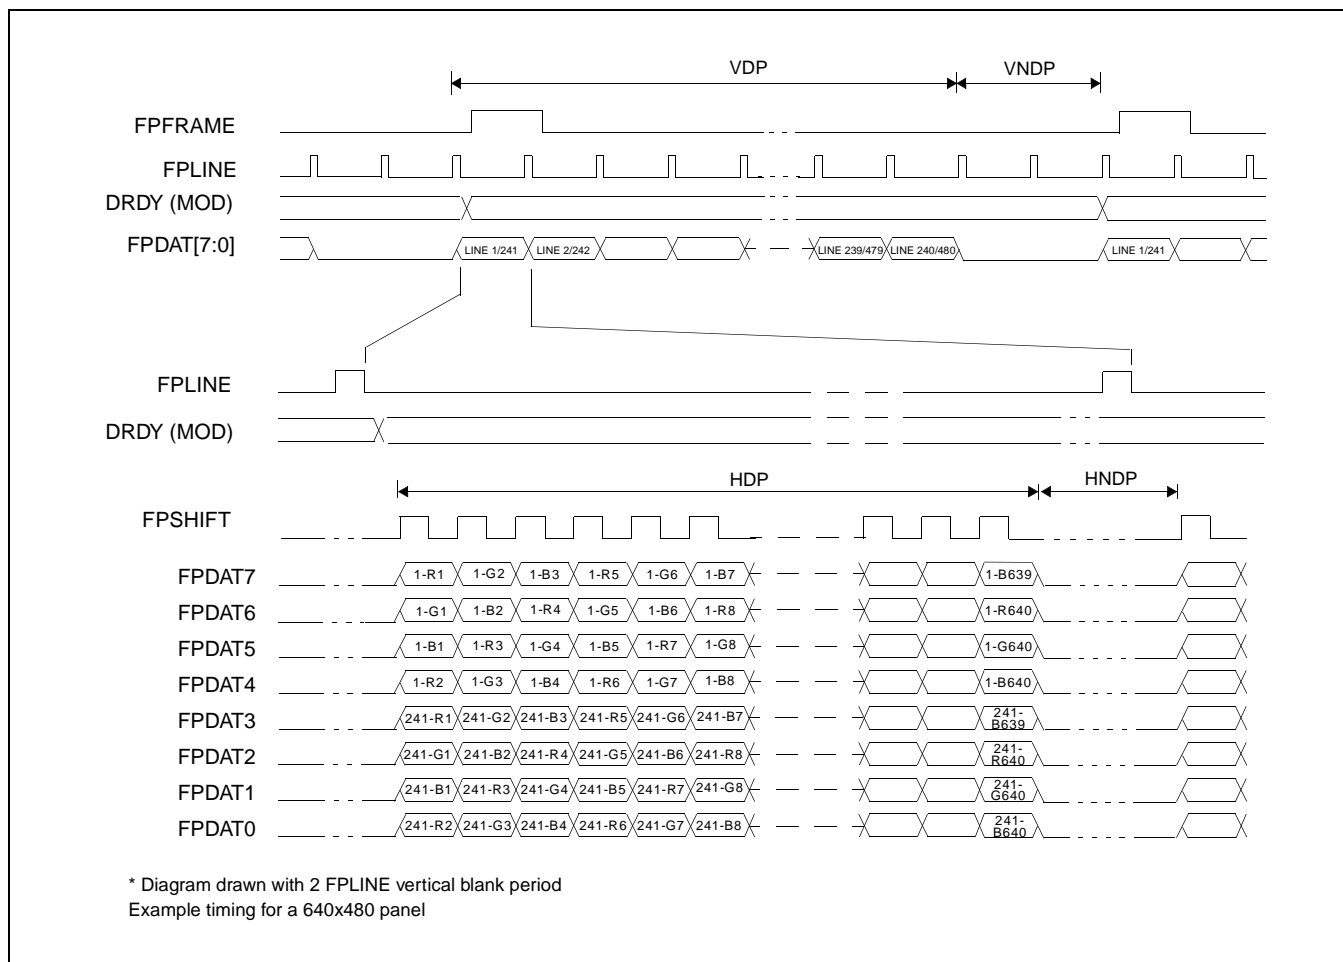 VDP VNDP
FPFRAME
FPLINE
DRDY (MOD)
FPDAT[7:0] LINE 1/241 LINE 2/242 LINE 239/479 LINE 240/480 LINE 1/241
FPLINE
DRDY (MOD)
HDP HNDP
FPSHIFT
FPDAT7 1-R1 1-G2 1-B3 1-R5 1-G6 1-B7 1-B639
FPDAT6 1-G1 1-B2 1-R4 1-G5 1-B6 1-R8 1-R640
FPDAT5 1-B1 1-R3 1-G4 1-B5 1-R7 1-G8 1-G640
FPDAT4 1-R2 1-G3 1-B4 1-R6 1-G7 1-B8 1-B640
FPDAT3 241-R1 241-G2 241-B3 241-R5 241-G6 241-B7 241-B639
FPDAT2 241-G1 241-B2 241-R4 241-G5 241-B6 241-R8 241-R640
FPDAT1 241-B1 241-R3 241-G4 241-B5 241-R7 241-G8 241-G640
FPDAT0 241-R2 241-G3 241-B4 241-R6 241-G7 241-B8 241-B640
* Diagram drawn with 2 FPLINE vertical blank period
Example timing for a 640x480 panel